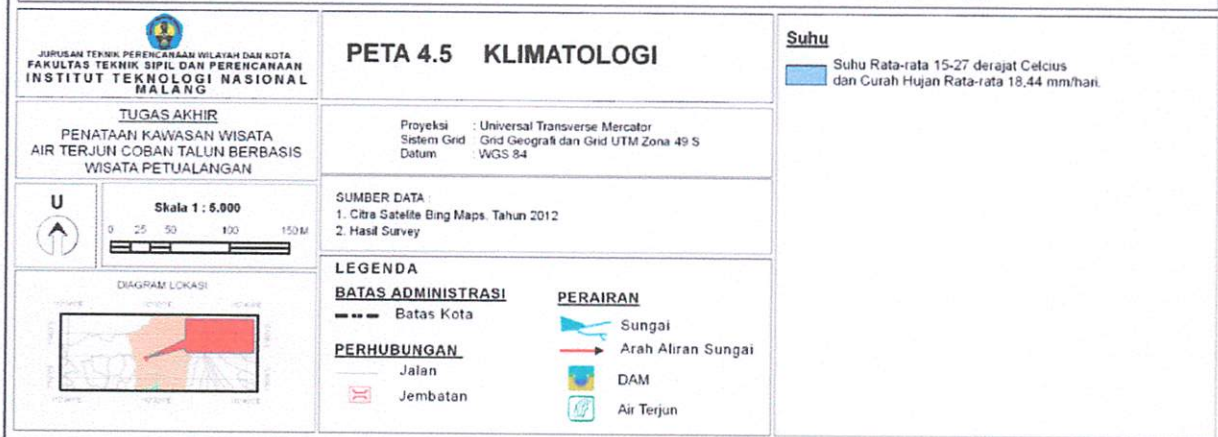 JURUSAN TEKNIK PERENCANAAN WILAYAH DAN KOTA
FAKULTAS TEKNIK SIPIL DAN PERENCANAAN
INSTITUT TEKNOLOGI NASIONAL
MALANG
TUGAS AKHIR
PENATAAN KAWASAN WISATA
AIR TERJUN COBAN TALUN BERBASIS
WISATA PETUALANGAN
U
Skala 1 : 5.000
0 25 50 100 150 M
DIAGRAM LOKASI
PETA 4.5 KLIMATOLOGI
Proyeksi : Universal Transverse Mercator
Sistem Grid : Grid Geografi dan Grid UTM Zona 49 S
Datum : WGS 84
SUMBER DATA :
1. Citra Satelite Bing Maps. Tahun 2012
2. Hasil Survey
LEGENDA
BATAS ADMINISTRASI
Batas Kota
PERHUBUNGAN
Jalan
Jembatan
PERAIRAN
Sungai
Arah Aliran Sungai
DAM
Air Terjun
Suhu
Suhu Rata-rata 15-27 derajat Celcius
dan Curah Hujan Rata-rata 18,44 mm/hari.